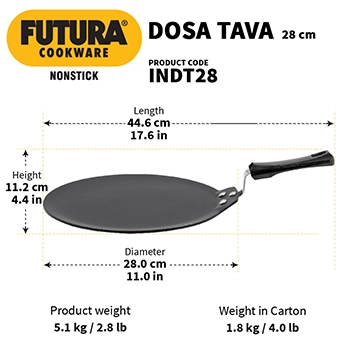 FUTURA®
COOKWARE
NONSTICK
DOSA TAVA 28 cm
PRODUCT CODE
INDT28
Length
44.6 cm
17.6 in
Height
11.2 cm
4.4 in
Diameter
28.0 cm
11.0 in
Product weight
5.1 kg / 2.8 lb
Weight in Carton
1.8 kg / 4.0 lb